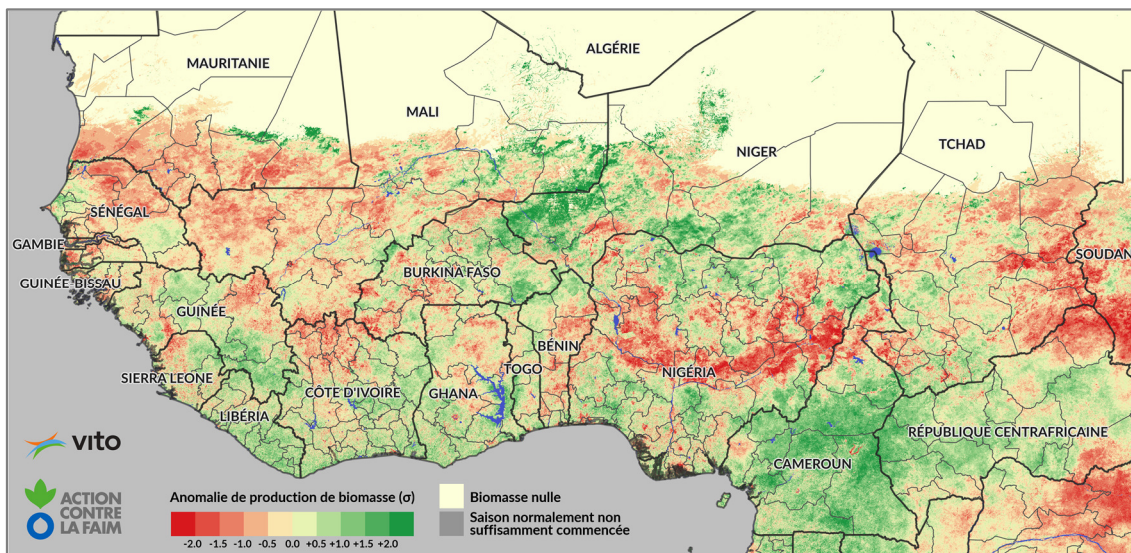 ALGÉRIE
MAURITANIE
MALI
NIGER
TCHAD
SÉNÉGAL
GAMBIE
SOUDAN
BURKINA FASO
GUINÉE-BISSAU
GUINÉE
BÉNIN
NIGÉRIA
SIERRA LEONE
CÔTE D'IVOIRE
GHANA
TOGO
LIBÉRIA
RÉPUBLIQUE CENTRAFRICAINE
CAMEROUN
vito
ACTION
CONTRE
LA FAIM
Anomalie de production de biomasse (σ)
-2.0 -1.5 -1.0 -0.5 0.0 +0.5 +1.0 +1.5 +2.0
Biomasse nulle
Saison normalement non
suffisamment commencée